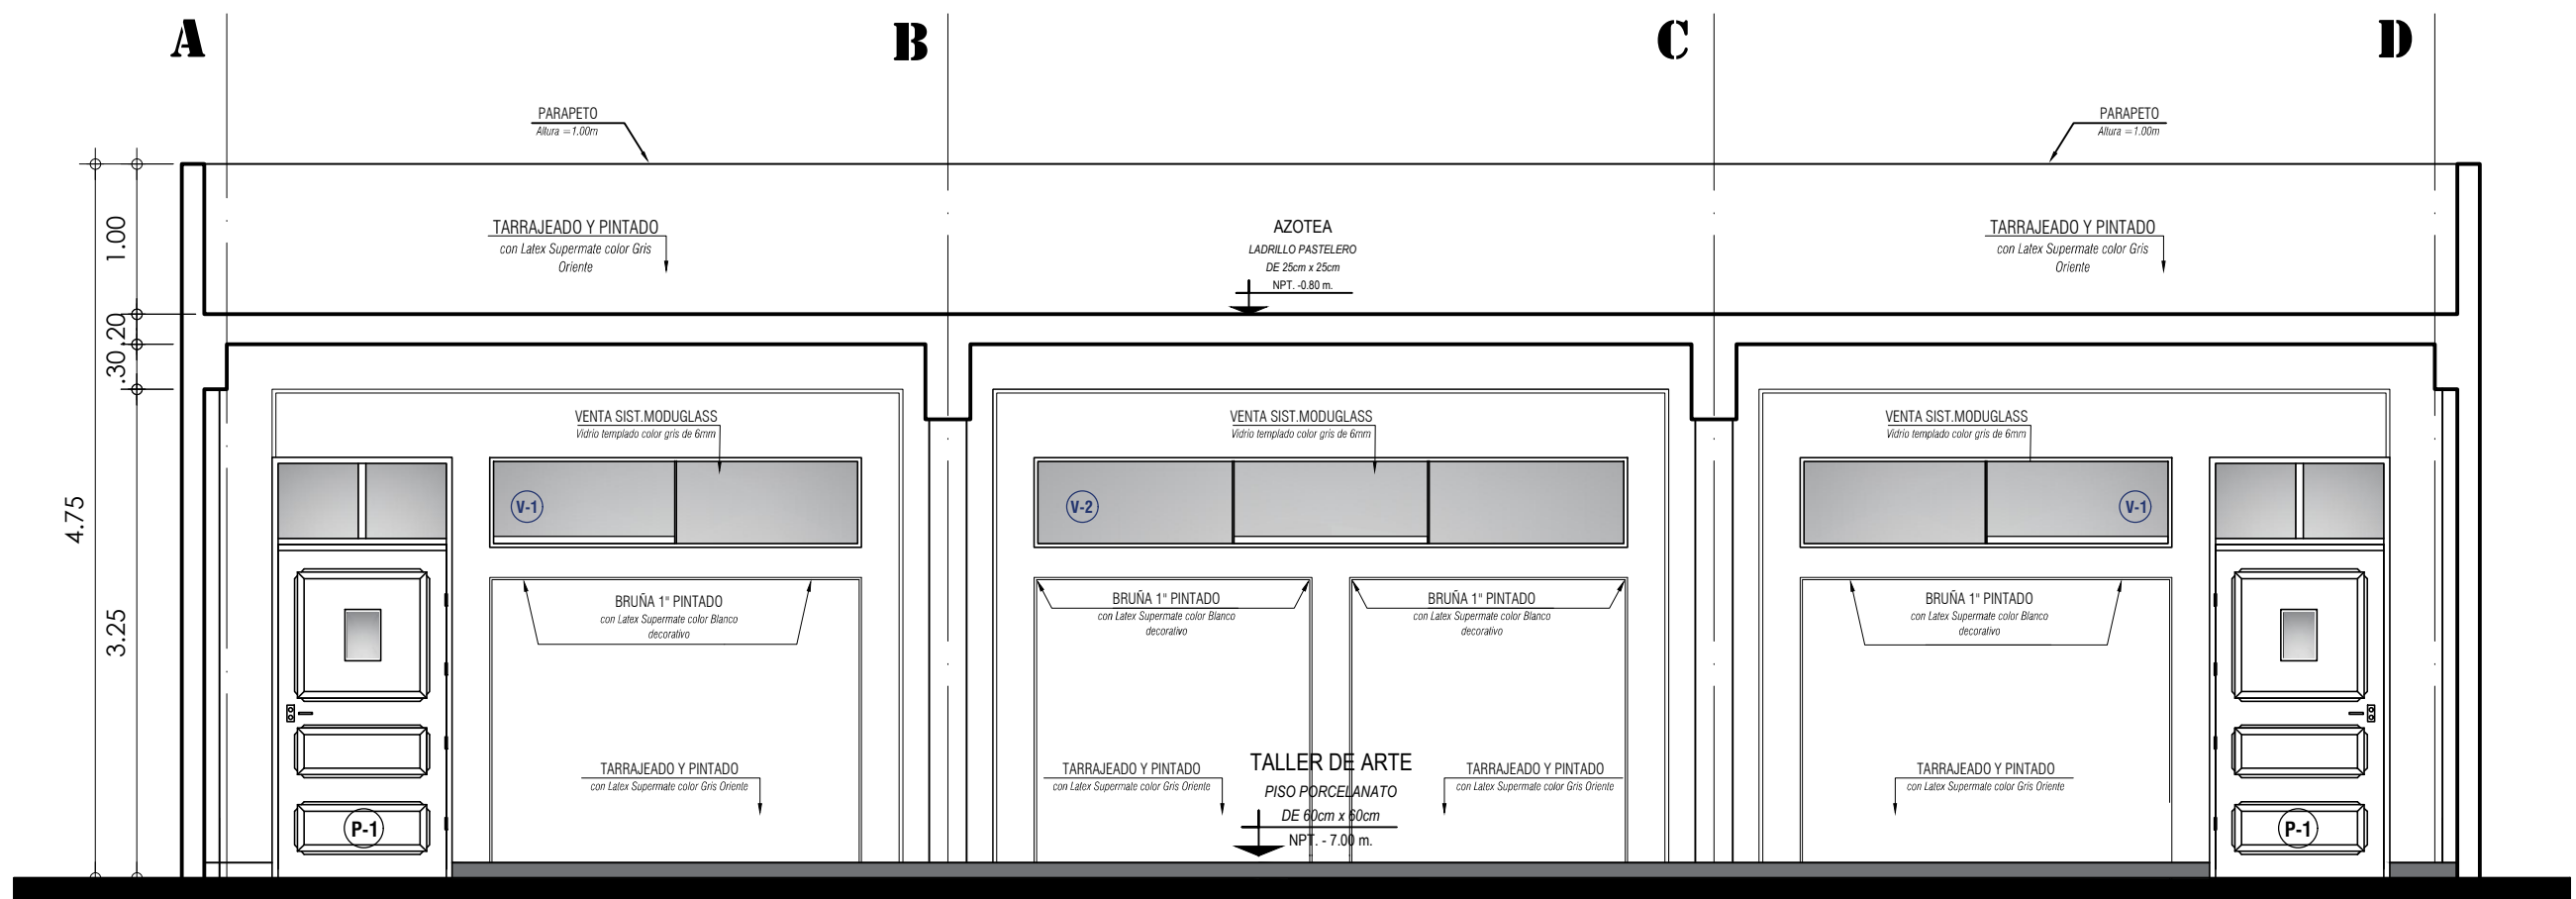 A
B
C
D
PARAPETO
Altura =1.00m
PARAPETO
Altura =1.00m
1.00
.20
.30
4.75
3.25
TARRAJEADO Y PINTADO
con Latex Supermate color Gris
Oriente
AZOTEA
LADRILLO PASTELERO
DE 25cm x 25cm
NPT. -0.80 m.
TARRAJEADO Y PINTADO
con Latex Supermate color Gris
Oriente
VENTA SIST.MODUGLASS
Vidrio templado color gris de 6mm
VENTA SIST.MODUGLASS
Vidrio templado color gris de 6mm
VENTA SIST.MODUGLASS
Vidrio templado color gris de 6mm
V-1
V-2
V-1
BRUÑA 1" PINTADO
con Latex Supermate color Blanco
decorativo
BRUÑA 1" PINTADO
con Latex Supermate color Blanco
decorativo
BRUÑA 1" PINTADO
con Latex Supermate color Blanco
decorativo
BRUÑA 1" PINTADO
con Latex Supermate color Blanco
decorativo
TARRAJEADO Y PINTADO
con Latex Supermate color Gris Oriente
TARRAJEADO Y PINTADO
con Latex Supermate color Gris Oriente
TALLER DE ARTE
PISO PORCELANATO
DE 60cm x 60cm
NPT. - 7.00 m.
TARRAJEADO Y PINTADO
con Latex Supermate color Gris Oriente
TARRAJEADO Y PINTADO
con Latex Supermate color Gris Oriente
P-1
P-1